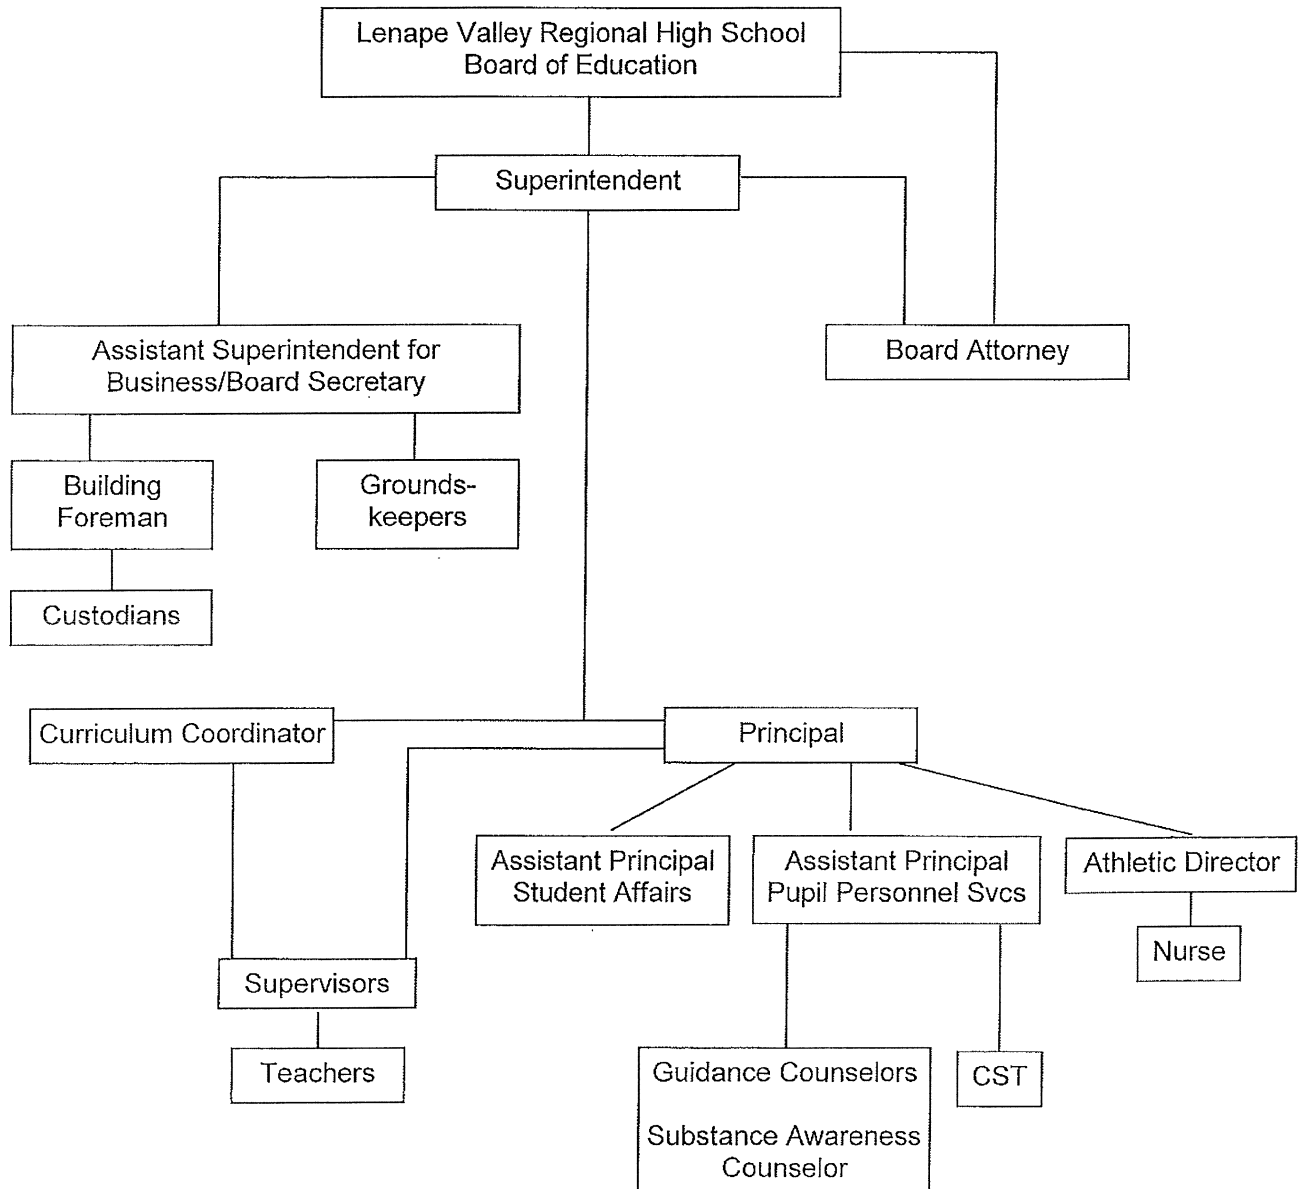 Lenape Valley Regional High School
Board of Education
Superintendent
Assistant Superintendent for
Business/Board Secretary
Board Attorney
Building
Foreman
Grounds-
keepers
Custodians
Curriculum Coordinator
Principal
Assistant Principal
Student Affairs
Assistant Principal
Pupil Personnel Svcs
Athletic Director
Nurse
Supervisors
Teachers
Guidance Counselors
Substance Awareness
Counselor
CST